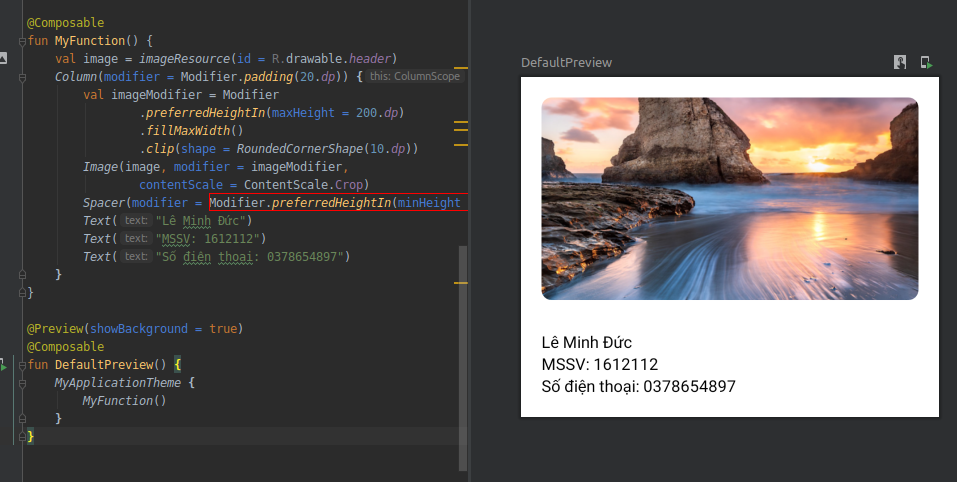 @Composable
fun MyFunction() {
val image = imageResource(id = R.drawable.header)
Column(modifier = Modifier.padding(20.dp)) { this: ColumnScope
val imageModifier = Modifier
.preferredHeightIn(maxHeight = 200.dp)
.fillMaxWidth()
.clip(shape = RoundedCornerShape(10.dp))
Image(image, modifier = imageModifier,
contentScale = ContentScale.Crop)
Spacer(modifier = Modifier.preferredHeightIn(minHeight
Text( text: "Lê Minh Đức")
Text( text: "MSSV: 1612112")
Text( text: "Số điện thoại: 0378654897")
}
}
@Preview(showBackground = true)
@Composable
fun DefaultPreview() {
MyApplicationTheme {
MyFunction()
}
}
DefaultPreview
Lê Minh Đức
MSSV: 1612112
Số điện thoại: 0378654897